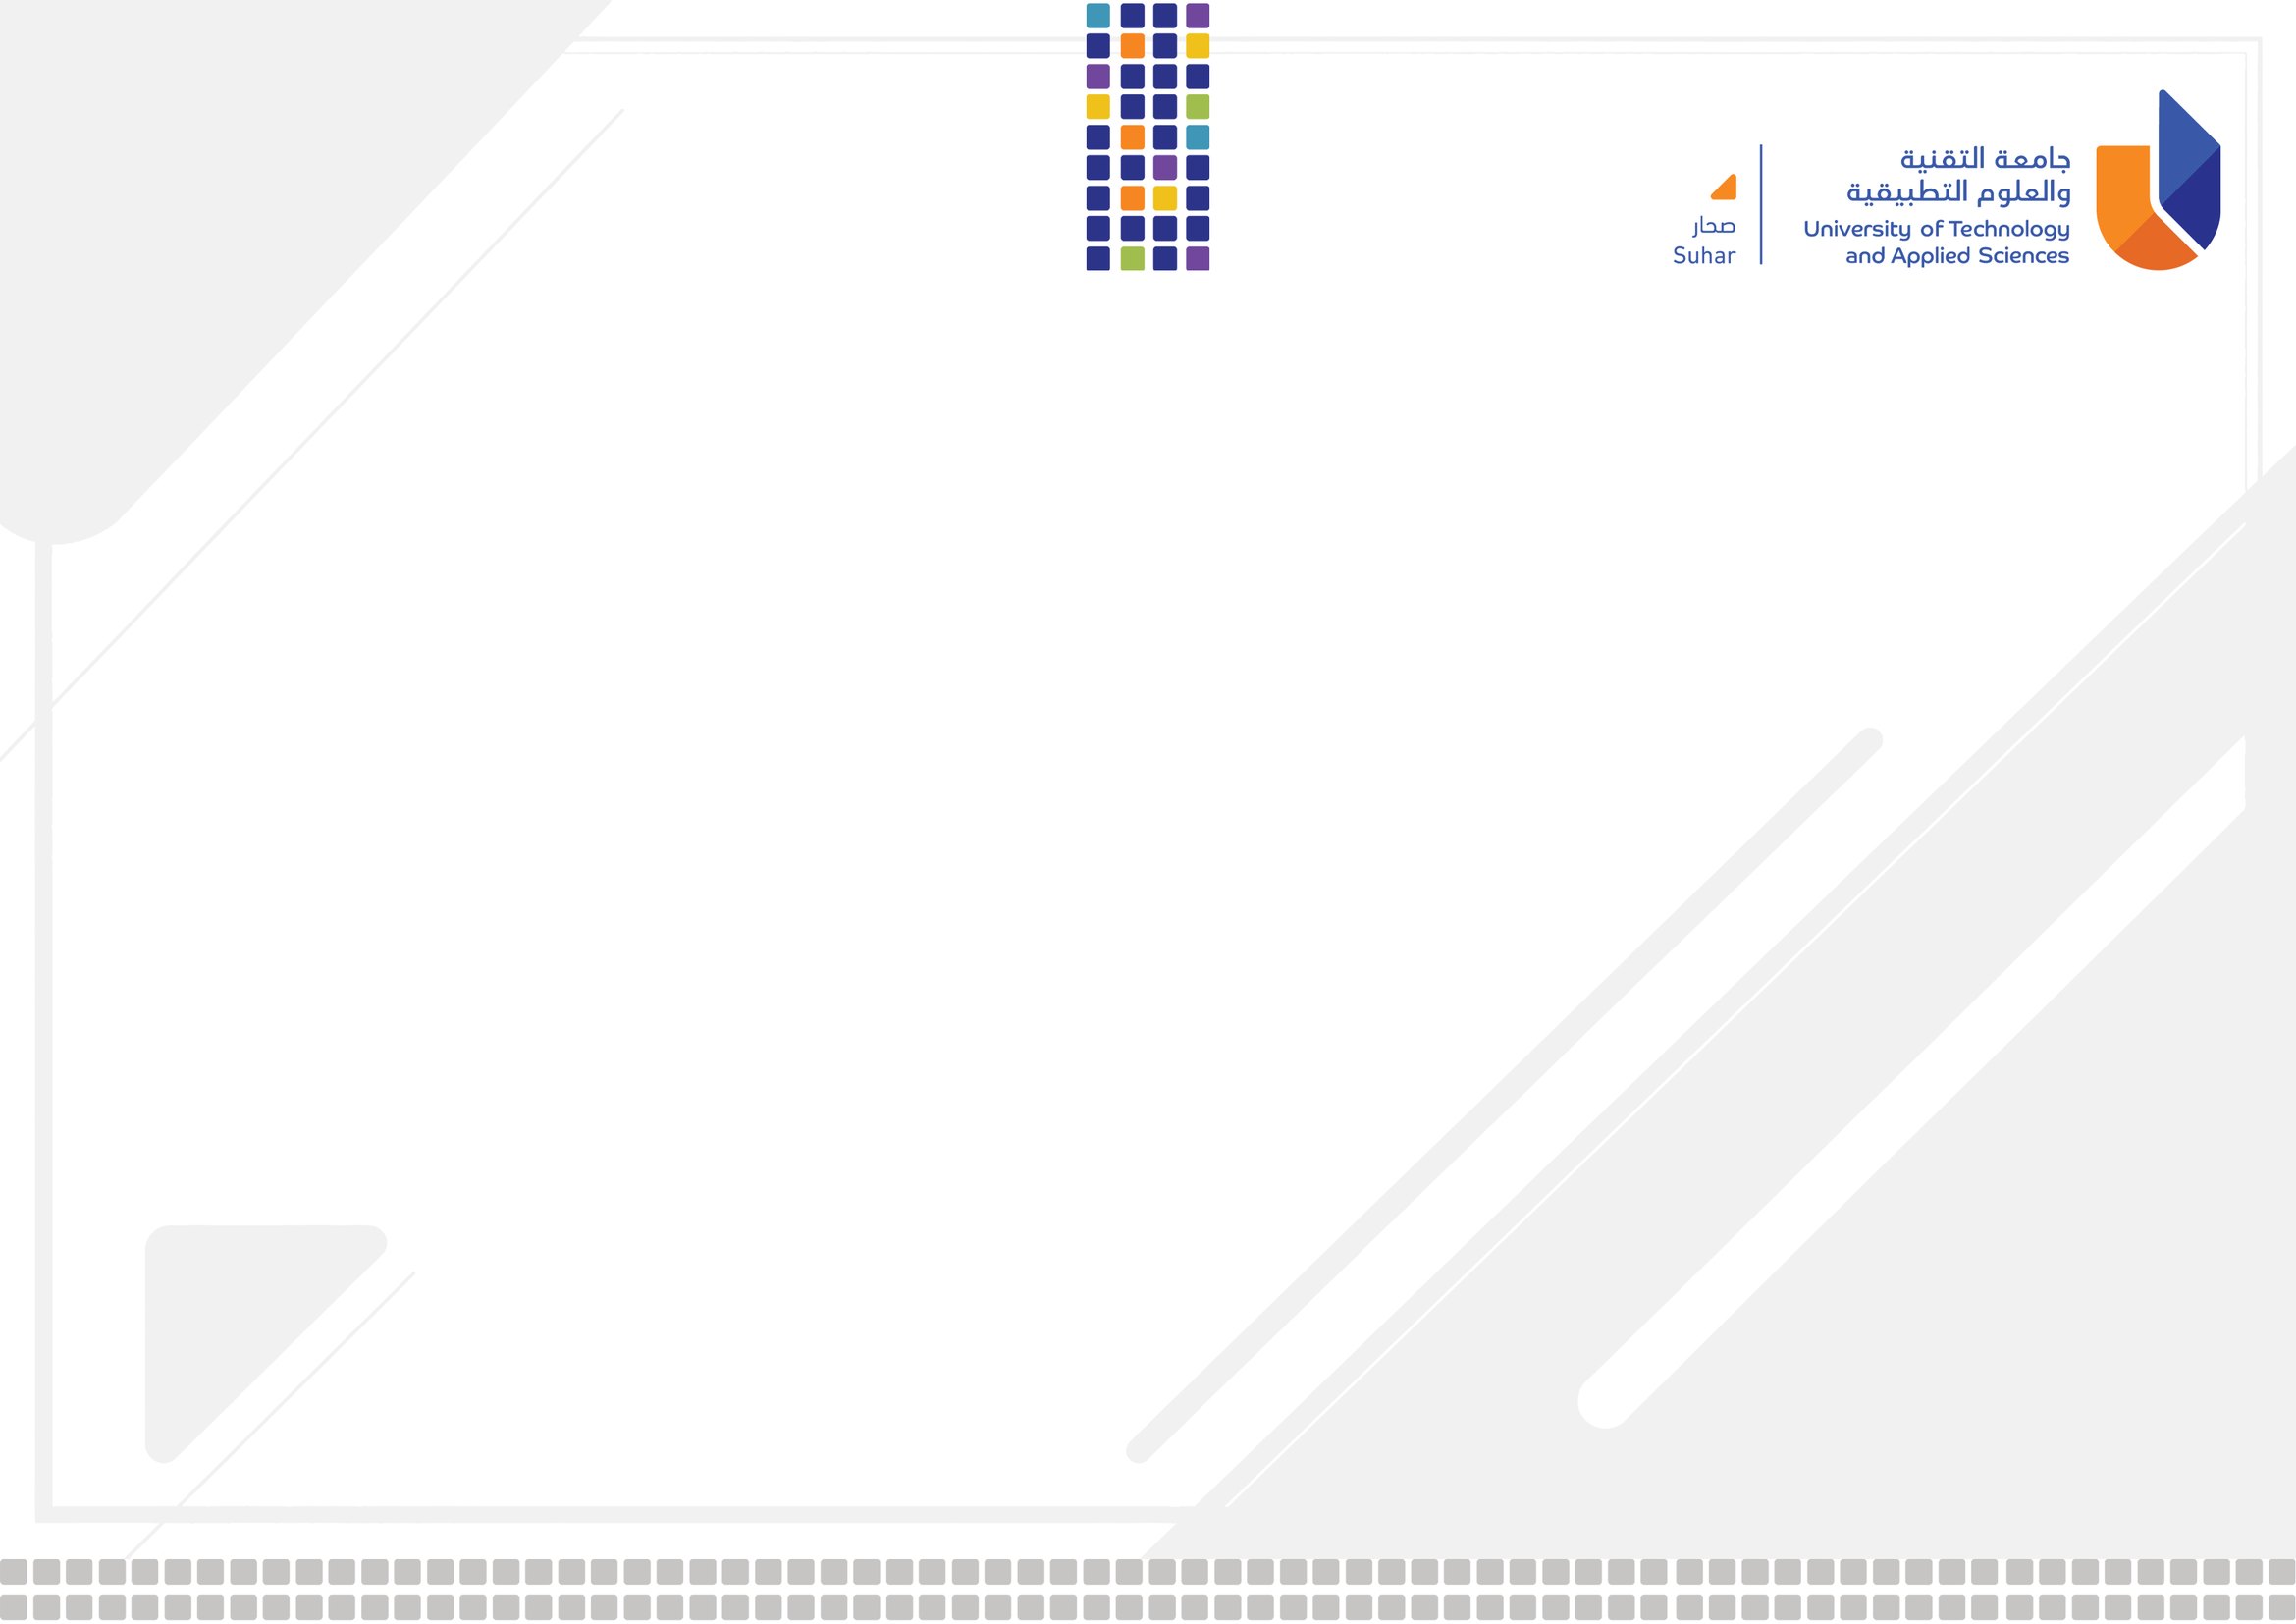 جامعة التقنية
والعلوم التطبيقية
University of Technology
and Applied Sciences
صحار
Suhar